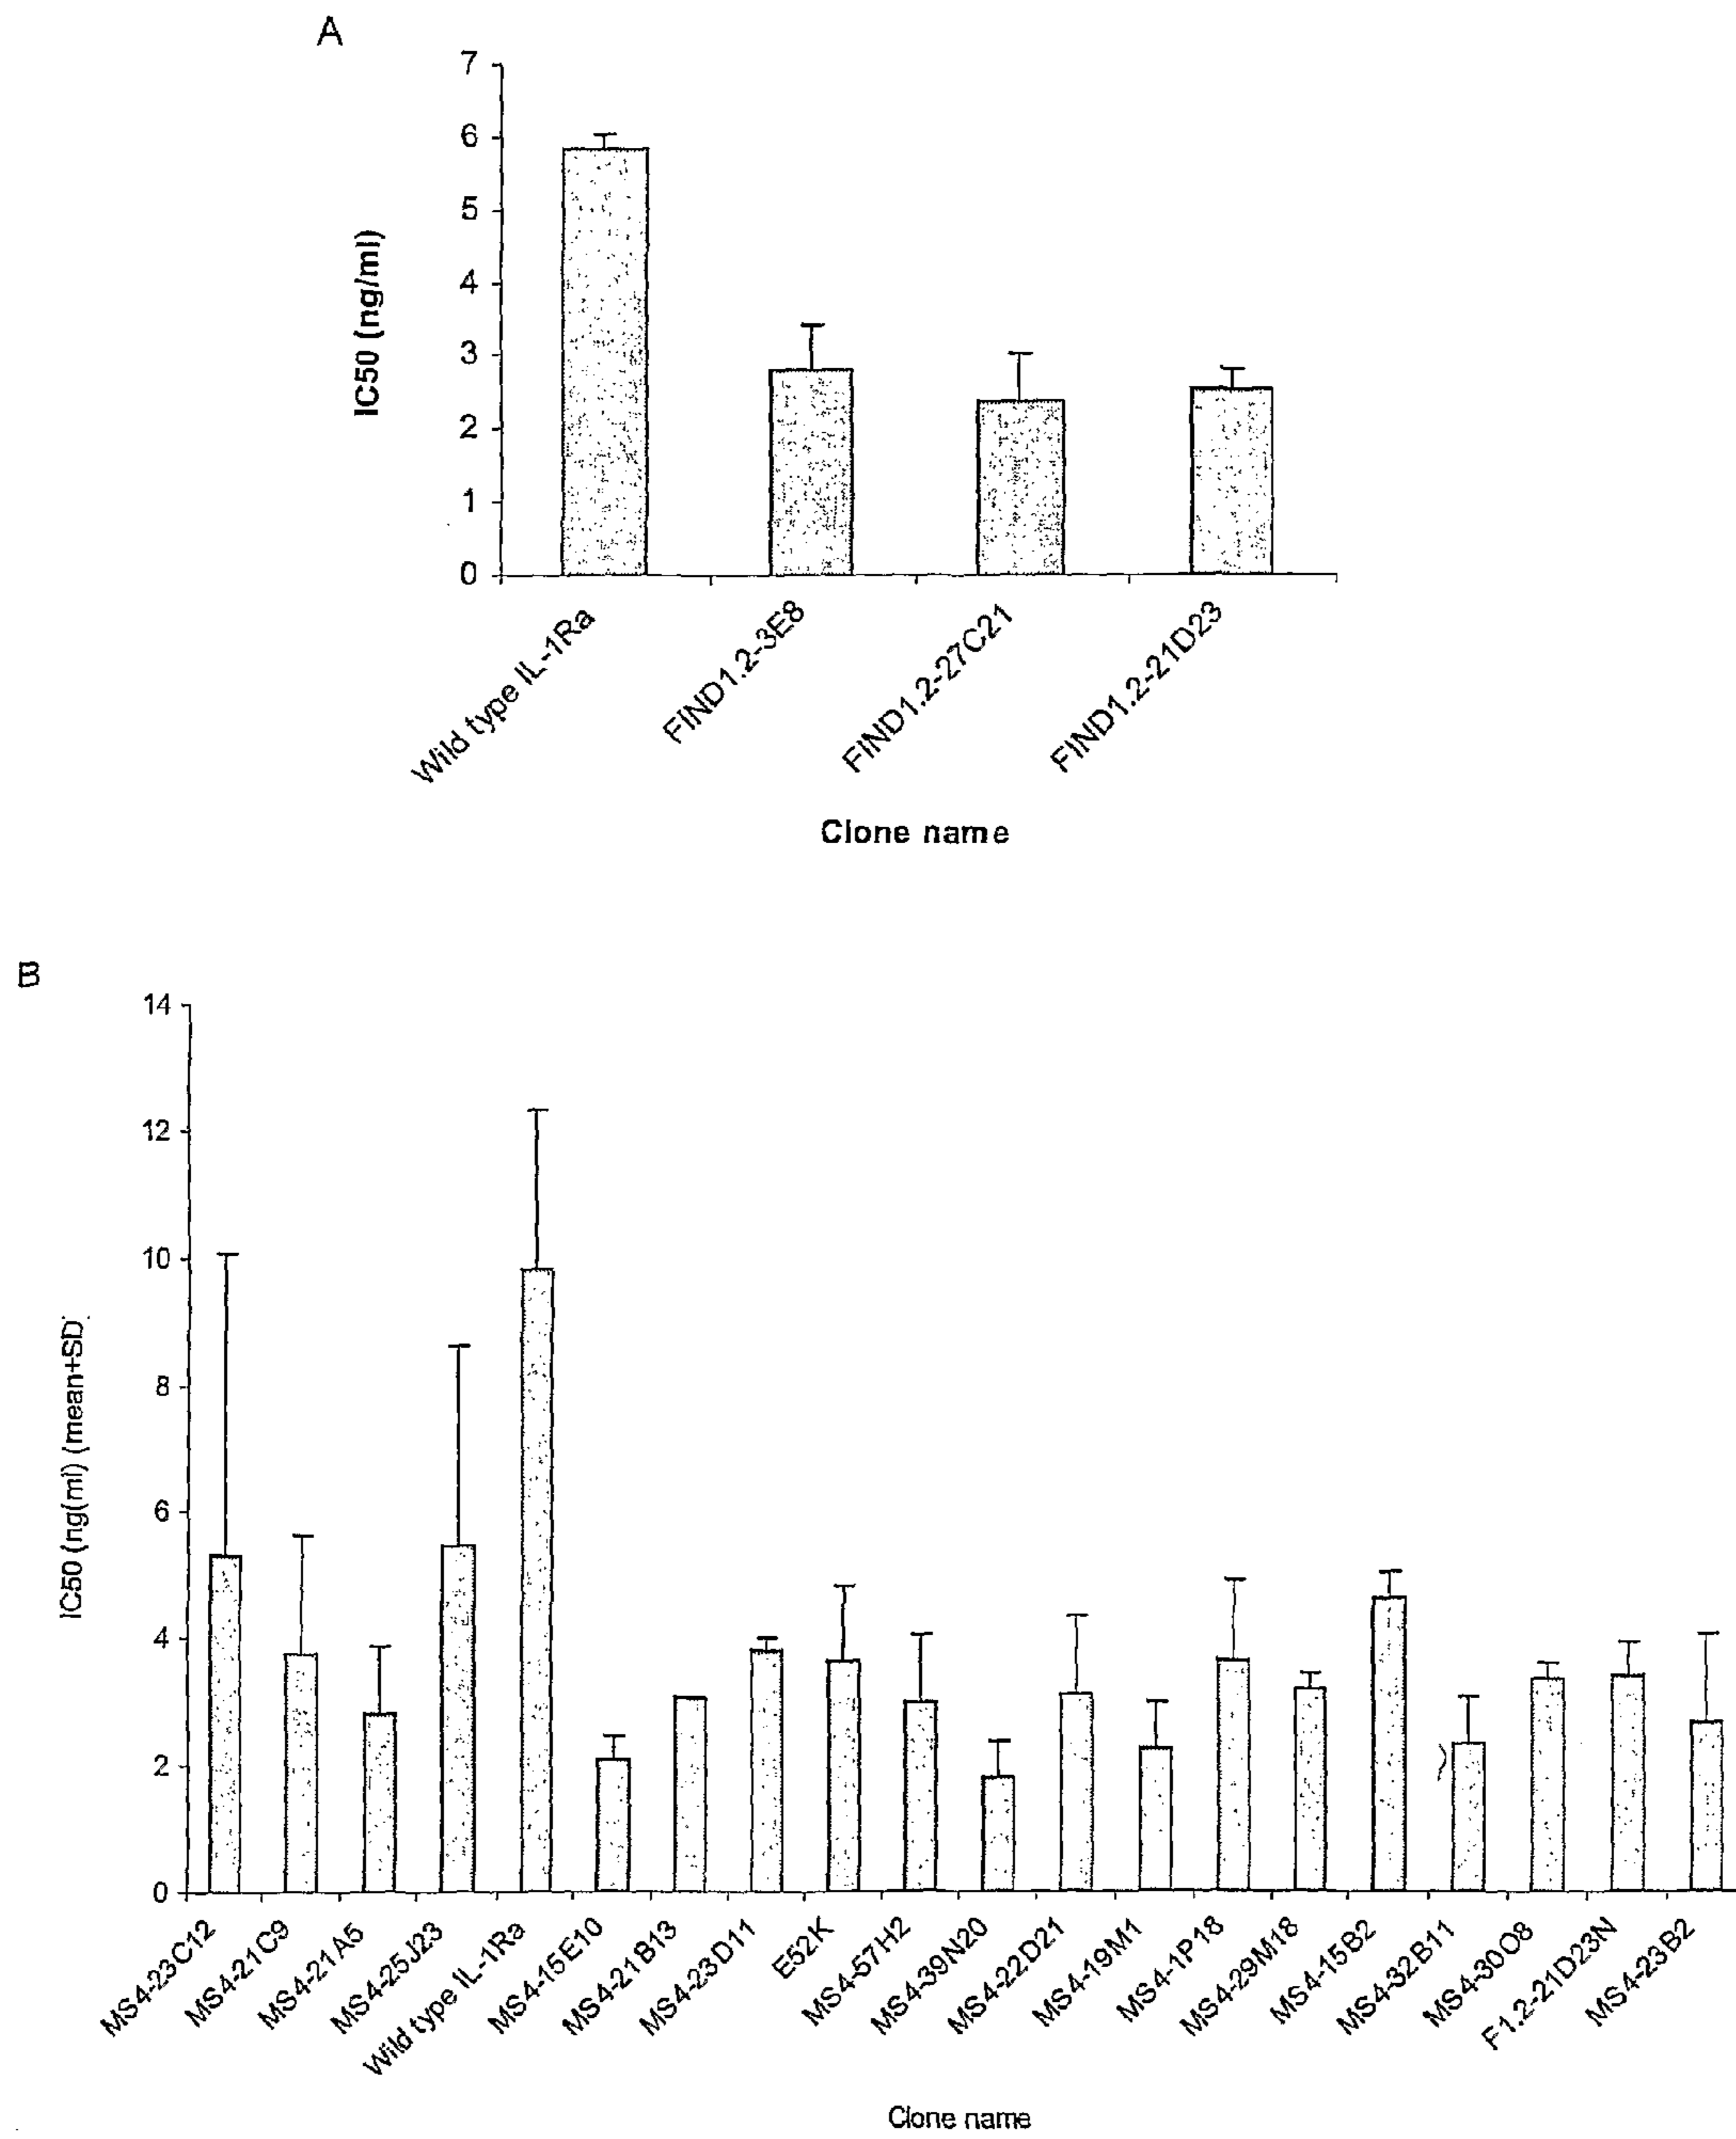 A
7
6
5
4
3
2
1
0
IC50 (ng/ml)
Wild type IL-1Ra
FIND1.2-3E8
FIND1.2-27C21
FIND1.2-21D23
Clone name
B
14
12
10
8
6
4
2
0
IC50 (ng(ml) (mean+SD
MS4-23C12
MS4-21C9
MS4-21A5
MS4-25J23
Wild type IL-1Ra
MS4-15E10
MS4-21B13
MS4-23D11
E52K
MS4-57H2
MS4-39N20
MS4-22D21
MS4-19M1
MS4-1P18
MS4-29M18
MS4-15B2
MS4-32B11
MS4-30O8
F1.2-21D23N
MS4-23B2
Clone name